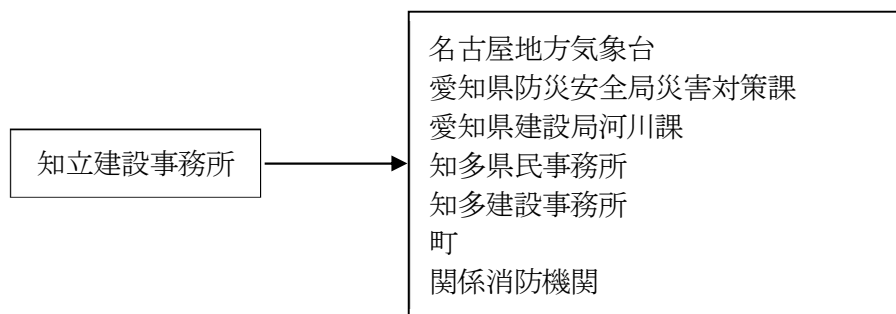 知立建設事務所
名古屋地方気象台
愛知県防災安全局災害対策課
愛知県建設局河川課
知多県民事務所
知多建設事務所
町
関係消防機関